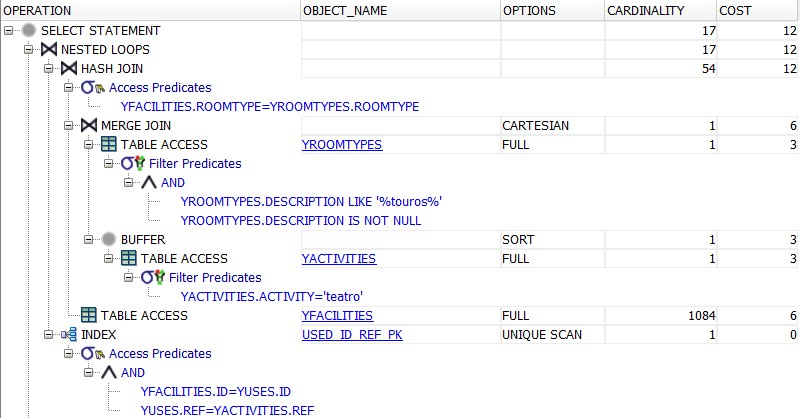 OPERATION OBJECT_NAME OPTIONS CARDINALITY COST
SELECT STATEMENT 17 12
NESTED LOOPS 17 12
HASH JOIN 54 12
Access Predicates
YFACILITIES.ROOMTYPE=YROOMTYPES.ROOMTYPE
MERGE JOIN CARTESIAN 1 6
TABLE ACCESS YROOMTYPES FULL 1 3
Filter Predicates
AND
YROOMTYPES.DESCRIPTION LIKE '%touros%'
YROOMTYPES.DESCRIPTION IS NOT NULL
BUFFER SORT 1 3
TABLE ACCESS YACTIVITIES FULL 1 3
Filter Predicates
YACTIVITIES.ACTIVITY='teatro'
TABLE ACCESS YFACILITIES FULL 1084 6
INDEX USED_ID_REF_PK UNIQUE SCAN 1 0
Access Predicates
AND
YFACILITIES.ID=YUSES.ID
YUSES.REF=YACTIVITIES.REF